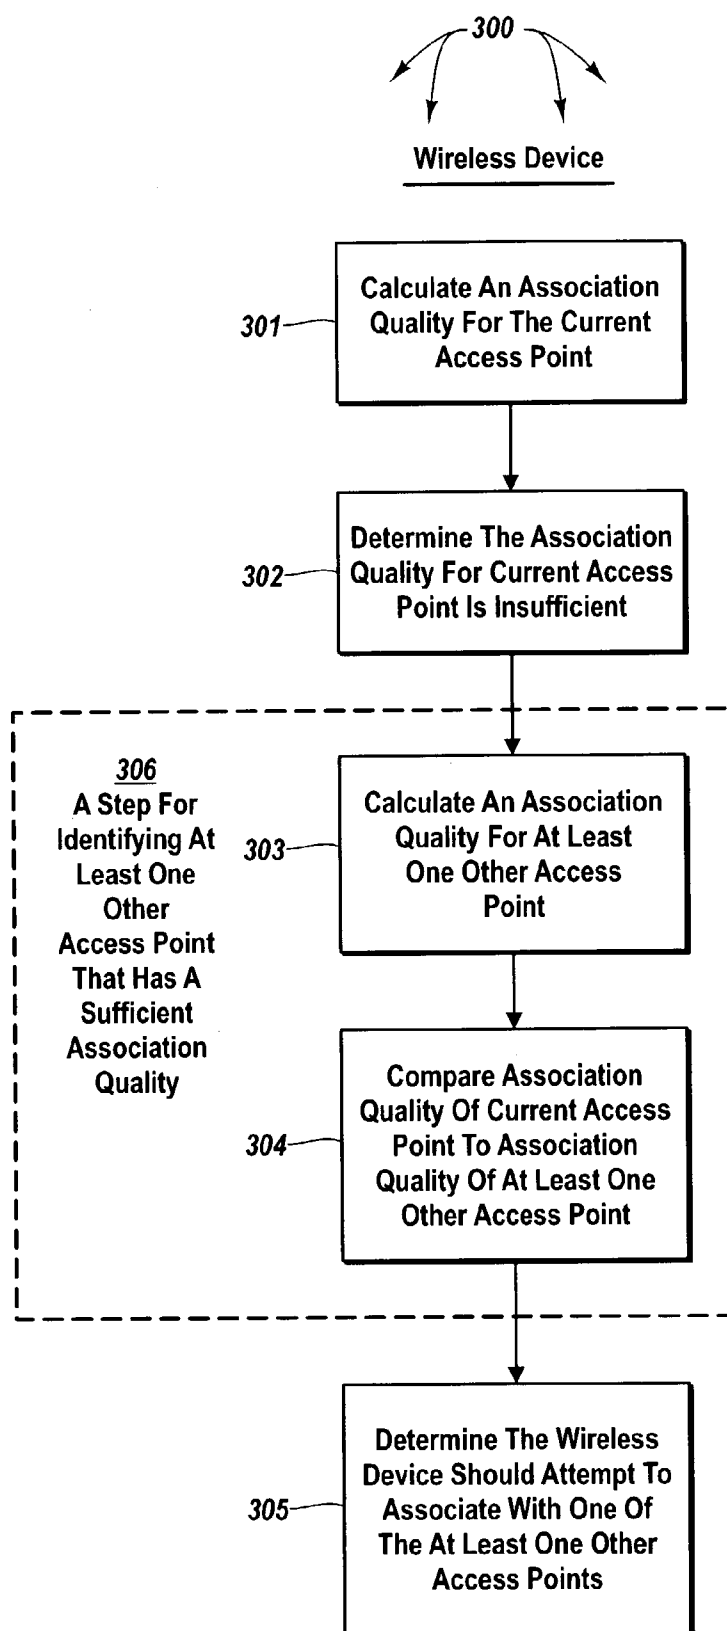 300
Wireless Device
301
Calculate An Association
Quality For The Current
Access Point
302
Determine The Association
Quality For Current Access
Point Is Insufficient
306
A Step For
Identifying At
Least One
Other
Access Point
That Has A
Sufficient
Association
Quality
303
Calculate An Association
Quality For At Least
One Other Access
Point
304
Compare Association
Quality Of Current Access
Point To Association
Quality Of At Least One
Other Access Point
305
Determine The Wireless
Device Should Attempt To
Associate With One Of
The At Least One Other
Access Points